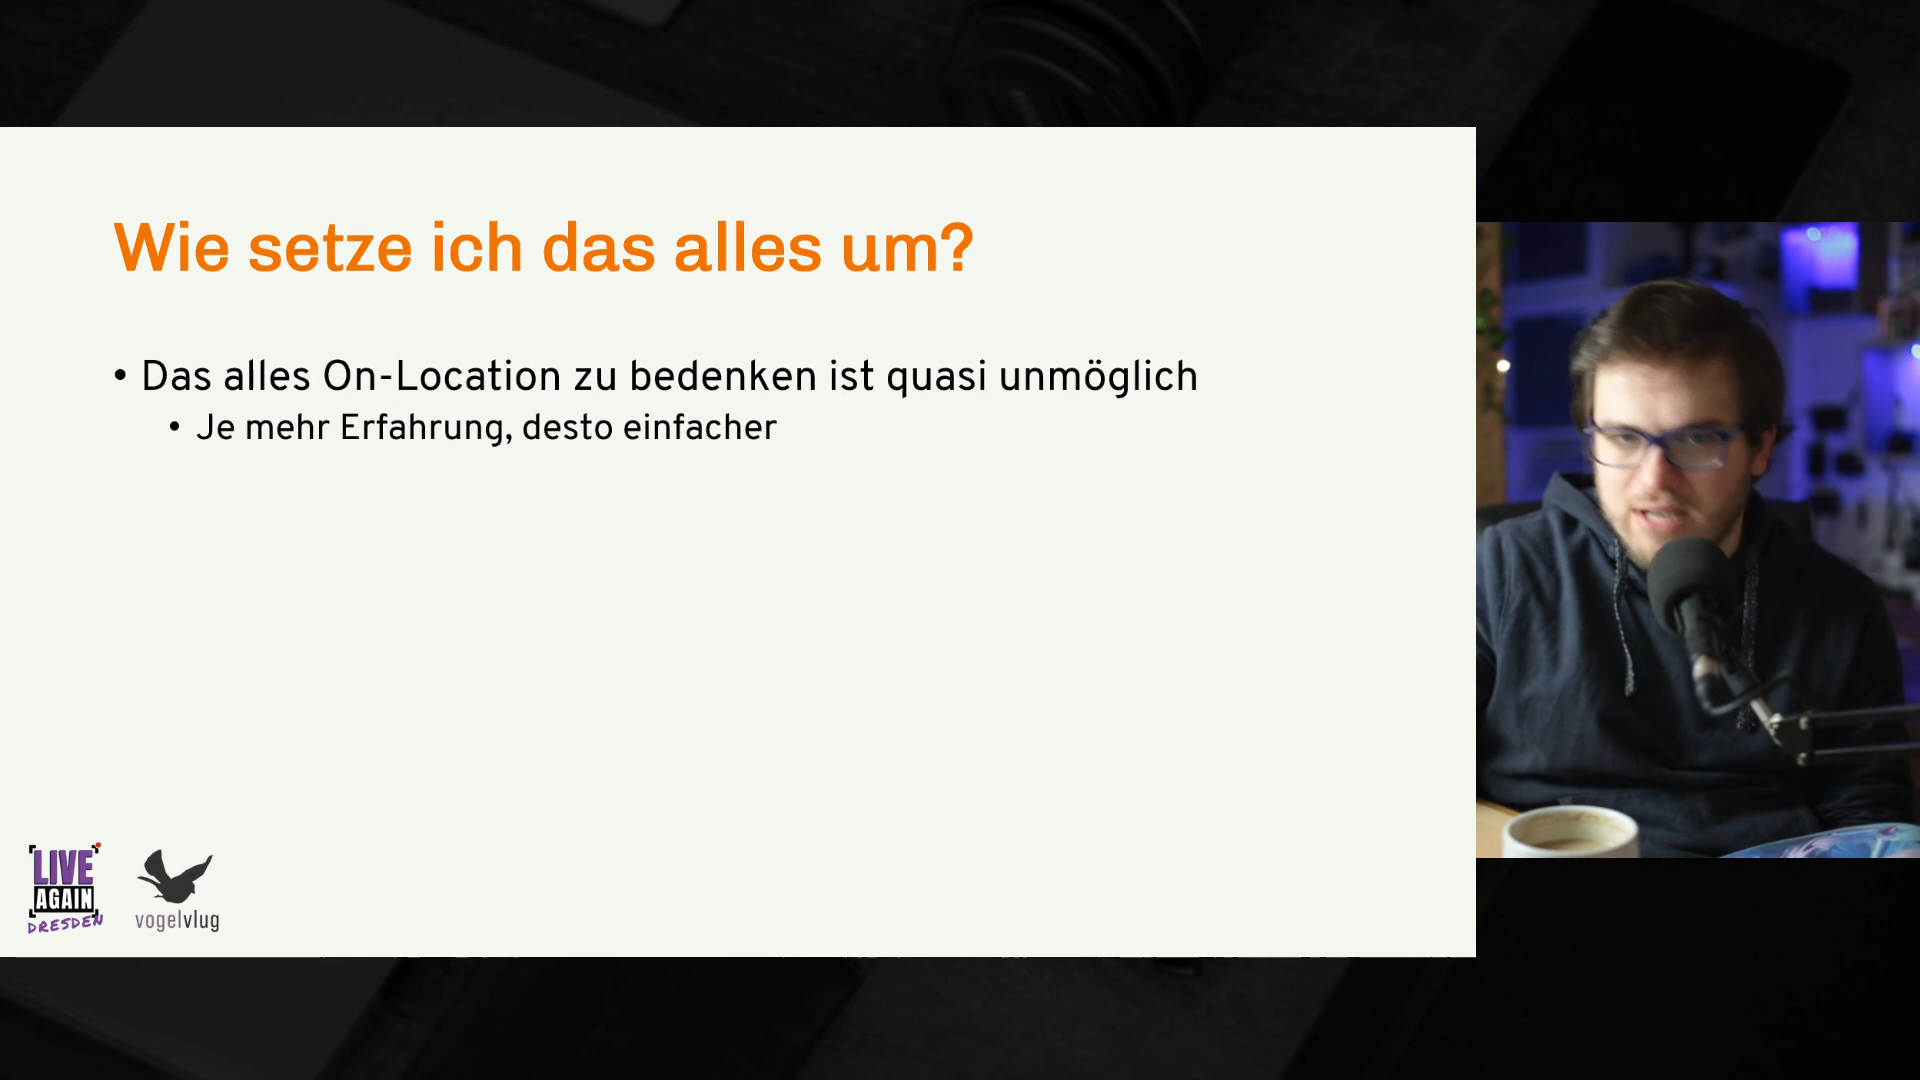 Wie setze ich das alles um?
• Das alles On-Location zu bedenken ist quasi unmöglich
• Je mehr Erfahrung, desto einfacher
LIVE
AGAIN
DRESDEN
vogelvlug